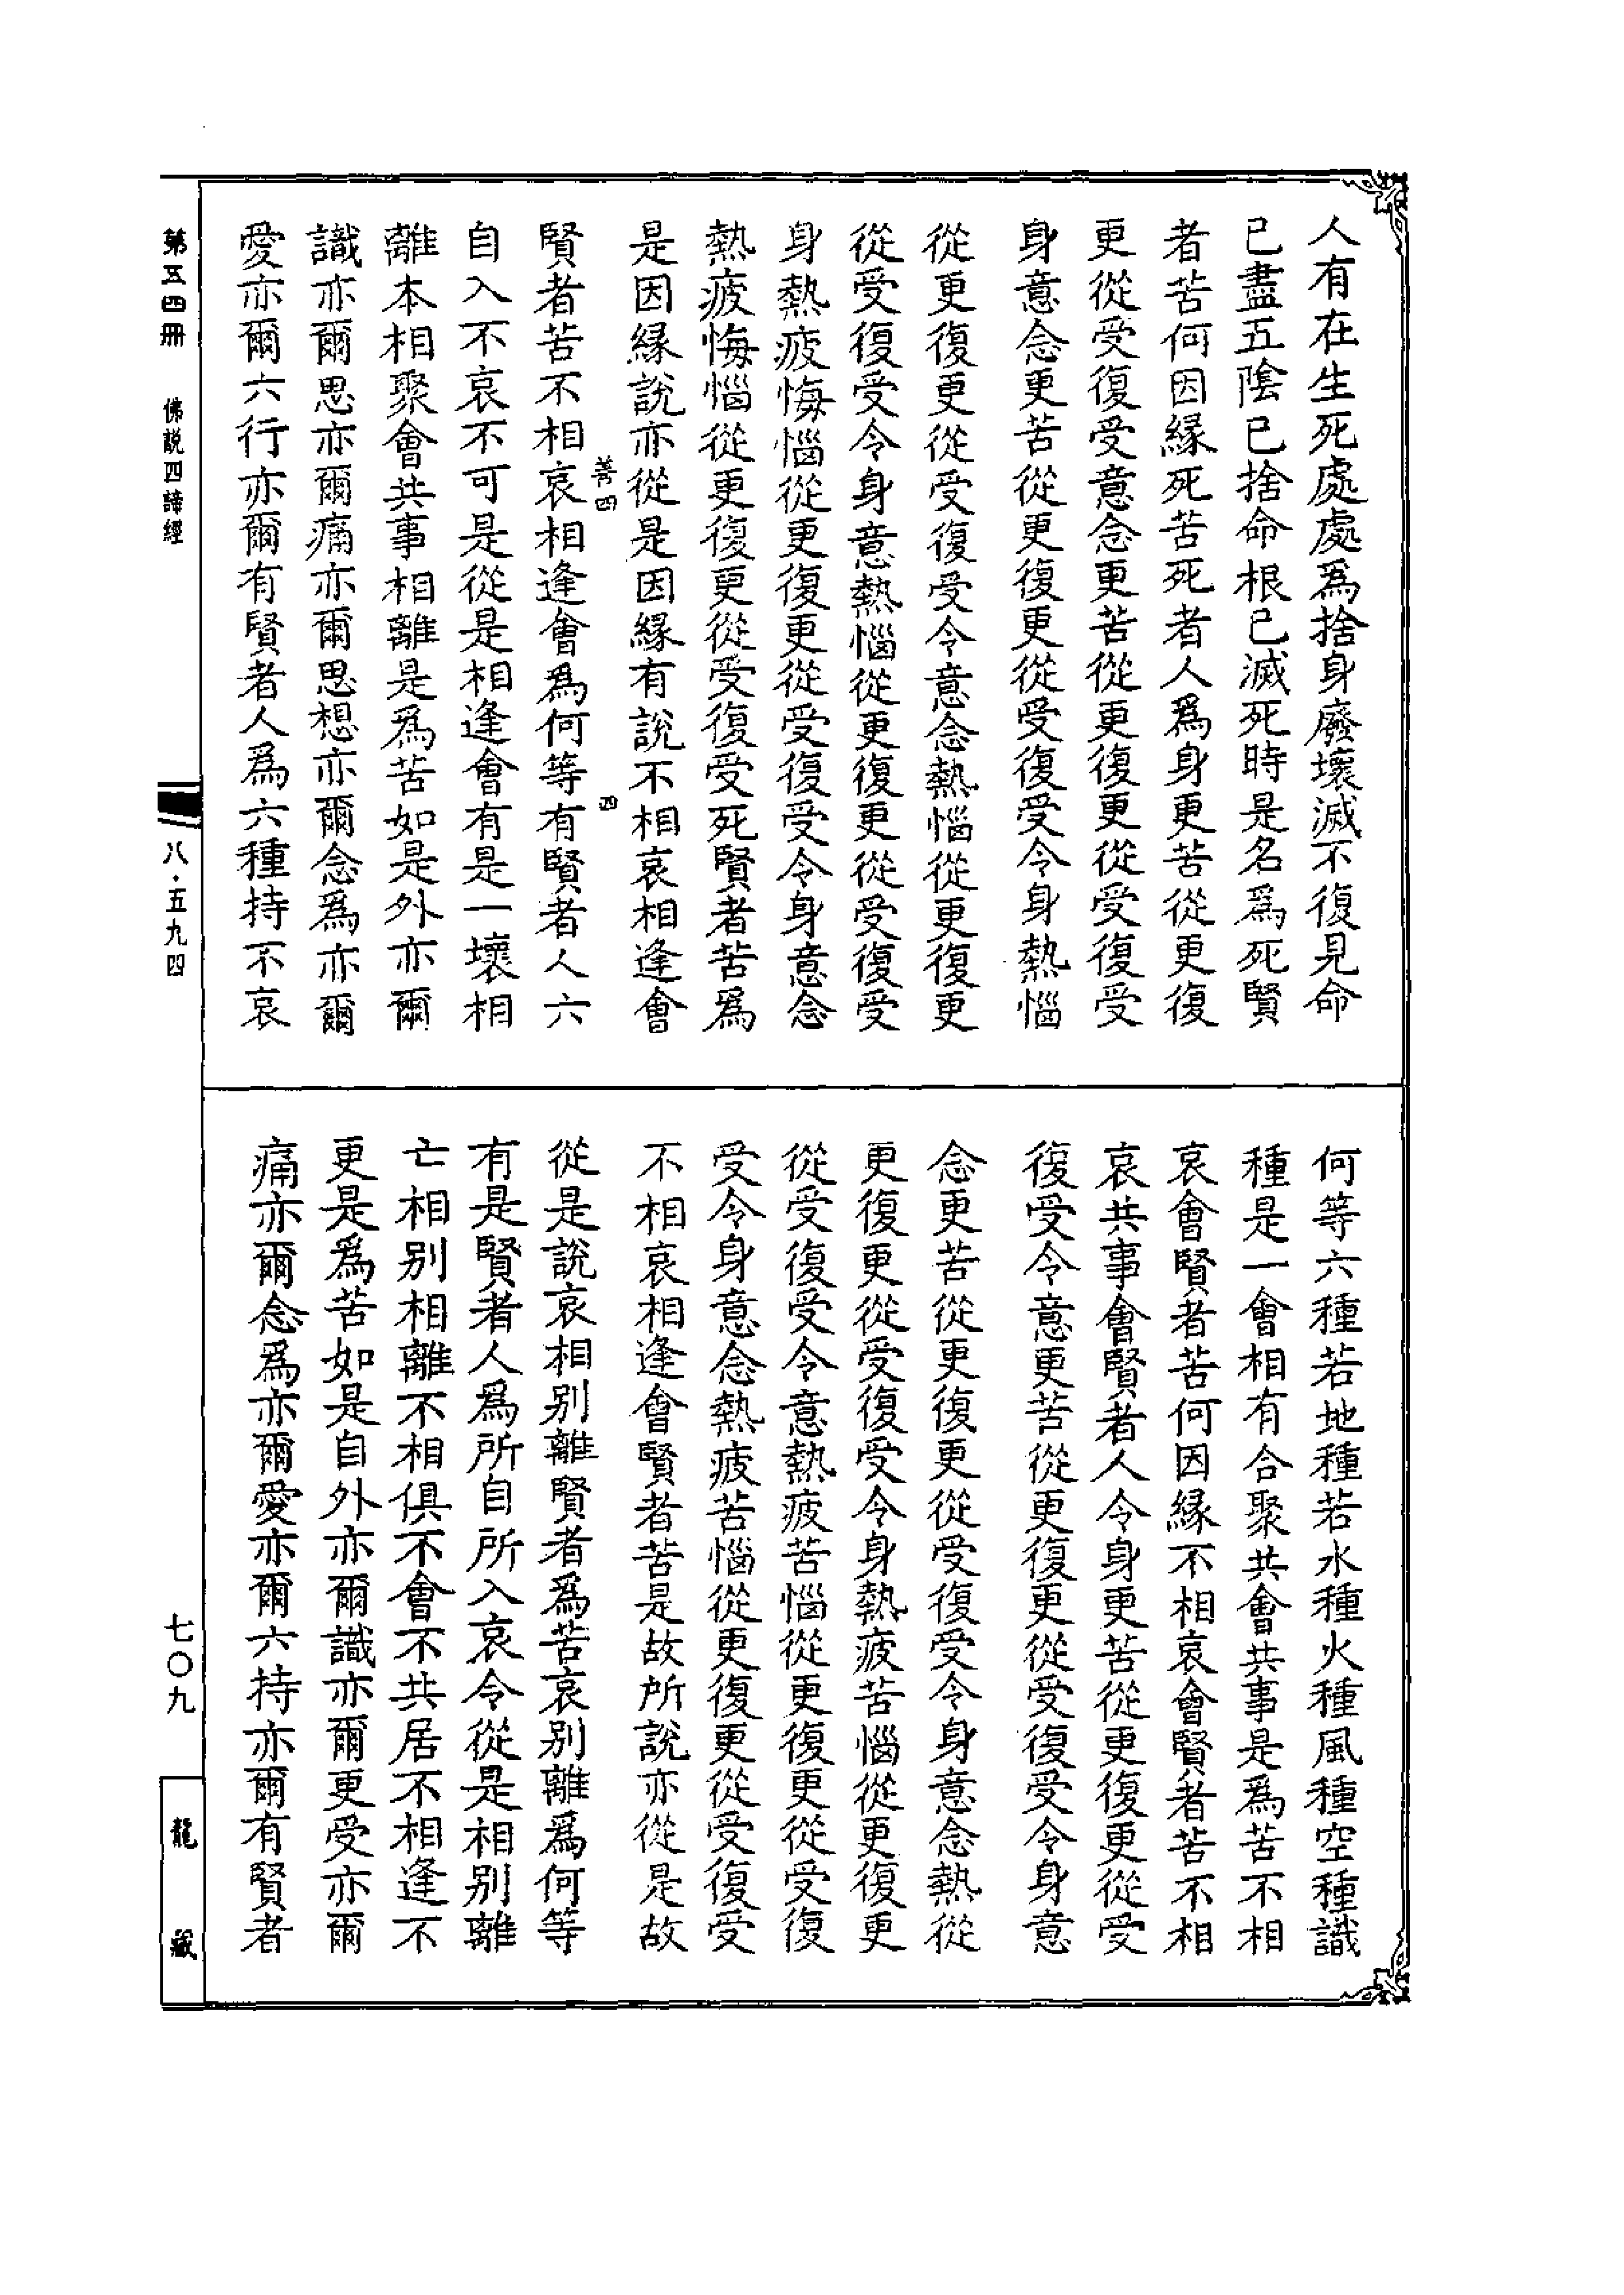 人有在生死處處爲捨身廢壞滅不復見命
已盡五陰已捨命根已滅死時是名爲死賢
者苦何因緣死苦死者人爲身更苦從更復
更從受復受意念更苦從更復更從受復受
身意念更苦從更復更從受復受令身熱惱
從更復更從受復受令意念熱惱從更復更
從受復受令身意熱惱從更復更從受復受
身熱疲悔惱從更復更從受復受令身意念
熱疲悔惱從更復更從受復受死賢者苦爲
是因緣說亦從是因緣有說不相哀相逢會
善四 四
賢者苦不相哀相逢會爲何等有賢者人六
自入不哀不可是從是相逢會有是一壞相
離本相聚會共事相離是爲苦如是外亦爾
識亦爾思亦爾痛亦爾思想亦爾念爲亦爾
愛亦爾六行亦爾有賢者人爲六種持不哀
何等六種若地種若水種火種風種空種識
種是一會相有合聚共會共事是爲苦不相
哀會賢者苦何因緣不相哀會賢者苦不相
哀共事會賢者人令身更苦從更復更從受
復受令意更苦從更復更從受復受令身意
念更苦從更復更從受復受令身意念熱從
更復更從受復受令身熱疲苦惱從更復更
從受復受令意熱疲苦惱從更復更從受復
受令身意念熱疲苦惱從更復更從受復受
不相哀相逢會賢者苦是故所說亦從是故
從是說哀相別離賢者爲苦哀別離爲何等
有是賢者人爲所自所入哀令從是相別離
亡相別相離不相俱不會不共居不相逢不
更是爲苦如是自外亦爾識亦爾更受亦爾
痛亦爾念爲亦爾愛亦爾六持亦爾有賢者
第五四冊 佛説四諦經
八·五九四
七〇九
龍藏